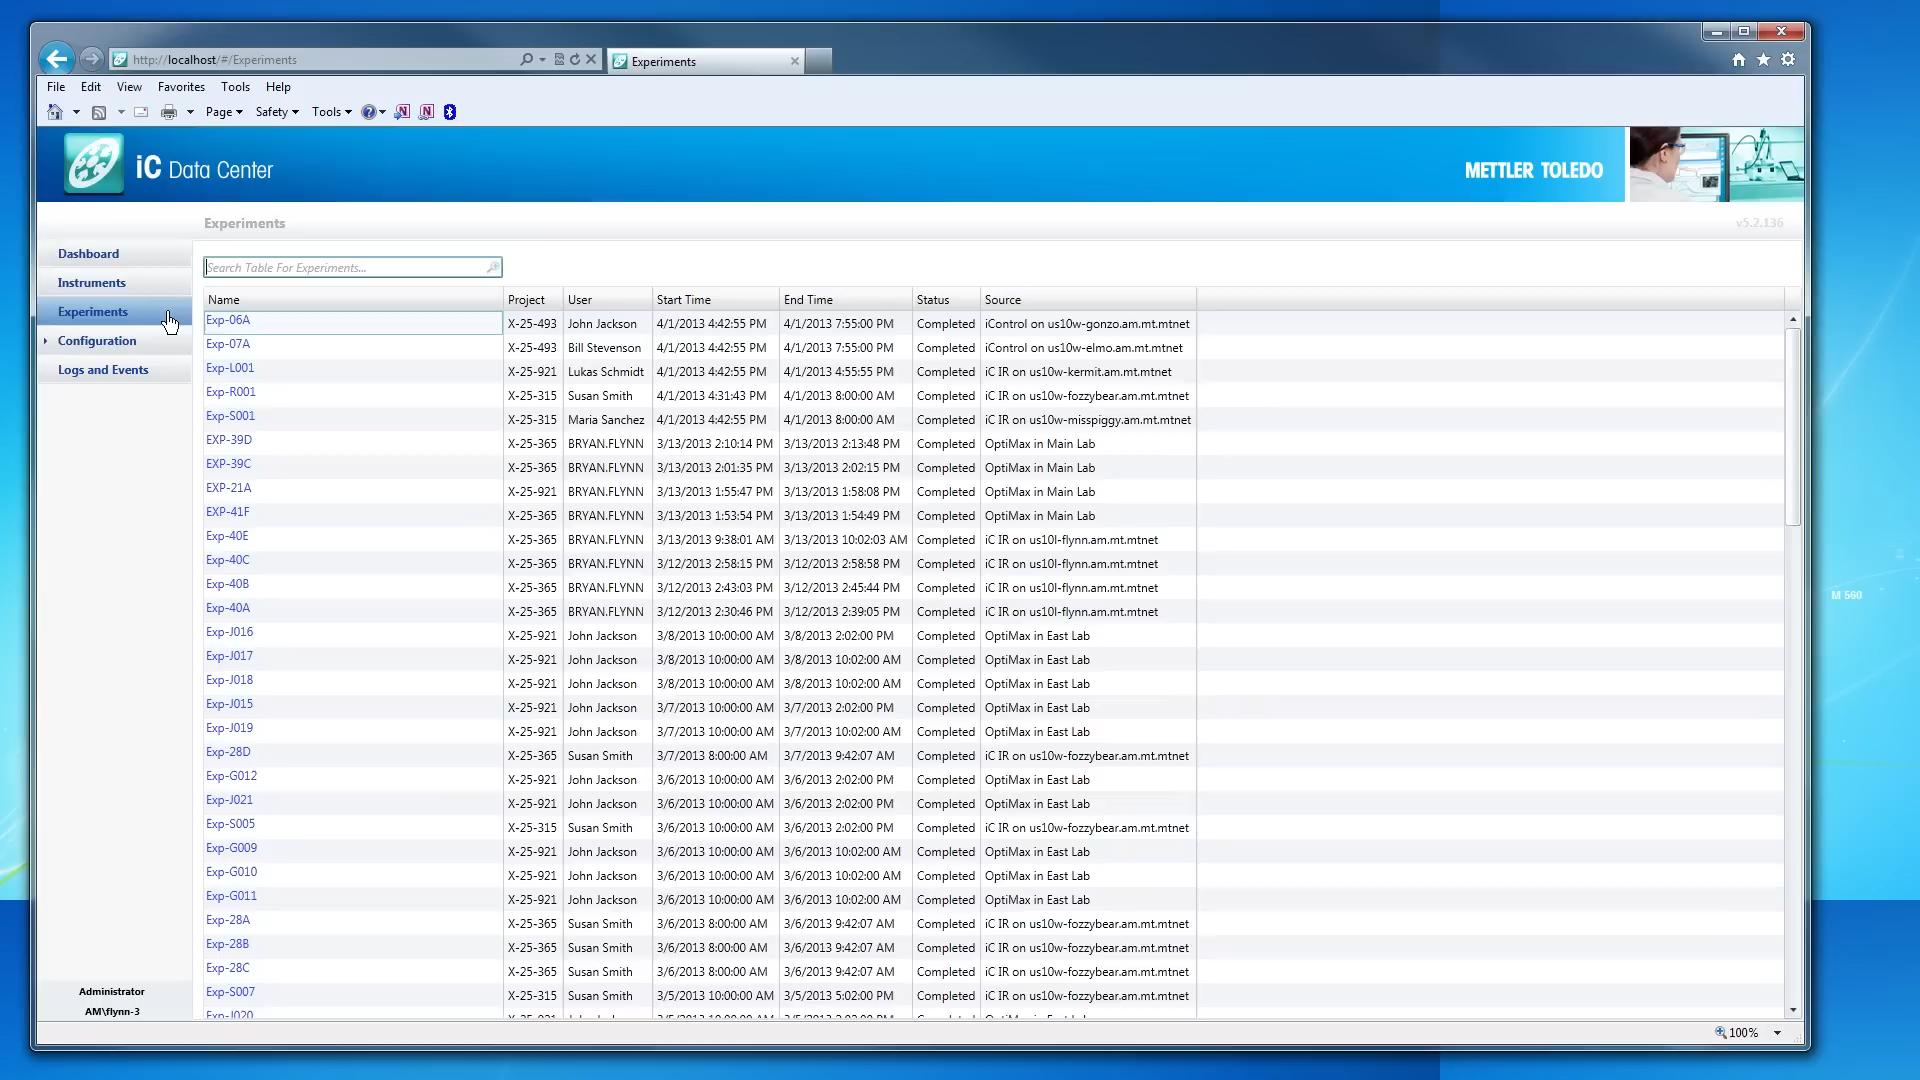 http://localhost/#/Experiments
Experiments
File Edit View Favorites Tools Help
Page Safety Tools
iC Data Center
METTLER TOLEDO
Experiments v5.2.136
Dashboard
Instruments
Experiments
Configuration
Logs and Events
Search Table For Experiments...
Name Project User Start Time End Time Status Source
Exp-06A X-25-493 John Jackson 4/1/2013 4:42:55 PM 4/1/2013 7:55:00 PM Completed iControl on us10w-gonzo.am.mt.mtnet
Exp-07A X-25-493 Bill Stevenson 4/1/2013 4:42:55 PM 4/1/2013 7:55:00 PM Completed iControl on us10w-elmo.am.mt.mtnet
Exp-L001 X-25-921 Lukas Schmidt 4/1/2013 4:42:55 PM 4/1/2013 4:55:55 PM Completed iC IR on us10w-kermit.am.mt.mtnet
Exp-R001 X-25-315 Susan Smith 4/1/2013 4:31:43 PM 4/1/2013 8:00:00 AM Completed iC IR on us10w-fozzybear.am.mt.mtnet
Exp-S001 X-25-315 Maria Sanchez 4/1/2013 4:42:55 PM 4/1/2013 8:00:00 AM Completed iC IR on us10w-misspiggy.am.mt.mtnet
EXP-39D X-25-365 BRYAN.FLYNN 3/13/2013 2:10:14 PM 3/13/2013 2:13:48 PM Completed OptiMax in Main Lab
EXP-39C X-25-365 BRYAN.FLYNN 3/13/2013 2:01:35 PM 3/13/2013 2:02:15 PM Completed OptiMax in Main Lab
EXP-21A X-25-921 BRYAN.FLYNN 3/13/2013 1:55:47 PM 3/13/2013 1:58:08 PM Completed OptiMax in Main Lab
EXP-41F X-25-365 BRYAN.FLYNN 3/13/2013 1:53:54 PM 3/13/2013 1:54:49 PM Completed OptiMax in Main Lab
Exp-40E X-25-365 BRYAN.FLYNN 3/13/2013 9:38:01 AM 3/13/2013 10:02:03 AM Completed iC IR on us10l-flynn.am.mt.mtnet
Exp-40C X-25-365 BRYAN.FLYNN 3/12/2013 2:58:15 PM 3/12/2013 2:58:58 PM Completed iC IR on us10l-flynn.am.mt.mtnet
Exp-40B X-25-365 BRYAN.FLYNN 3/12/2013 2:43:03 PM 3/12/2013 2:45:44 PM Completed iC IR on us10l-flynn.am.mt.mtnet
Exp-40A X-25-365 BRYAN.FLYNN 3/12/2013 2:30:46 PM 3/12/2013 2:39:05 PM Completed iC IR on us10l-flynn.am.mt.mtnet
Exp-J016 X-25-921 John Jackson 3/8/2013 10:00:00 AM 3/8/2013 2:02:00 PM Completed OptiMax in East Lab
Exp-J017 X-25-921 John Jackson 3/8/2013 10:00:00 AM 3/8/2013 10:02:00 AM Completed OptiMax in East Lab
Exp-J018 X-25-921 John Jackson 3/8/2013 10:00:00 AM 3/8/2013 10:02:00 AM Completed OptiMax in East Lab
Exp-J015 X-25-921 John Jackson 3/7/2013 10:00:00 AM 3/7/2013 2:02:00 PM Completed OptiMax in East Lab
Exp-J019 X-25-921 John Jackson 3/7/2013 10:00:00 AM 3/7/2013 10:02:00 AM Completed OptiMax in East Lab
Exp-28D X-25-365 Susan Smith 3/7/2013 8:00:00 AM 3/7/2013 9:42:07 AM Completed iC IR on us10w-fozzybear.am.mt.mtnet
Exp-G012 X-25-921 John Jackson 3/6/2013 10:00:00 AM 3/6/2013 2:02:00 PM Completed OptiMax in East Lab
Exp-J021 X-25-921 John Jackson 3/6/2013 10:00:00 AM 3/6/2013 2:02:00 PM Completed OptiMax in East Lab
Exp-S005 X-25-315 Susan Smith 3/6/2013 10:00:00 AM 3/6/2013 2:02:00 PM Completed iC IR on us10w-fozzybear.am.mt.mtnet
Exp-G009 X-25-921 John Jackson 3/6/2013 10:00:00 AM 3/6/2013 10:02:00 AM Completed OptiMax in East Lab
Exp-G010 X-25-921 John Jackson 3/6/2013 10:00:00 AM 3/6/2013 10:02:00 AM Completed OptiMax in East Lab
Exp-G011 X-25-921 John Jackson 3/6/2013 10:00:00 AM 3/6/2013 10:02:00 AM Completed OptiMax in East Lab
Exp-28A X-25-365 Susan Smith 3/6/2013 8:00:00 AM 3/6/2013 9:42:07 AM Completed iC IR on us10w-fozzybear.am.mt.mtnet
Exp-28B X-25-365 Susan Smith 3/6/2013 8:00:00 AM 3/6/2013 9:42:07 AM Completed iC IR on us10w-fozzybear.am.mt.mtnet
Exp-28C X-25-365 Susan Smith 3/6/2013 8:00:00 AM 3/6/2013 9:42:07 AM Completed iC IR on us10w-fozzybear.am.mt.mtnet
Exp-S007 X-25-315 Susan Smith 3/5/2013 10:00:00 AM 3/5/2013 5:02:00 PM Completed iC IR on us10w-fozzybear.am.mt.mtnet
Exp-J020
Administrator
AM\flynn-3
100%
M 560